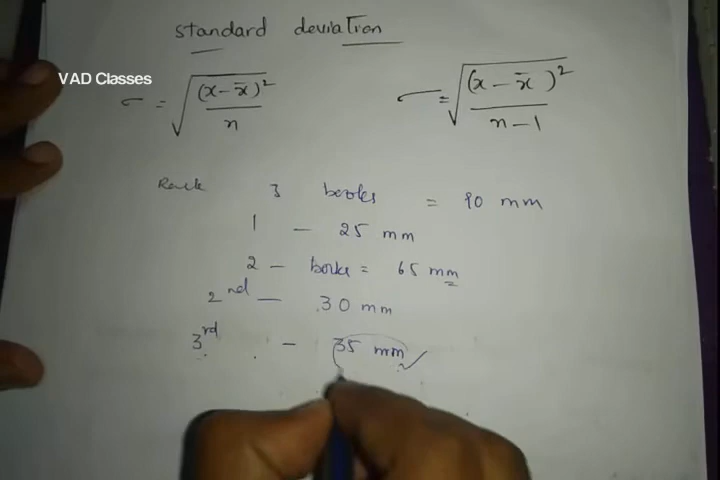 standard deviation
VAD Classes
σ = √(x-x̄)²/n
σ = √(x-x̄)²/n-1
Rack 3 books = 90 mm
1 - 25 mm
2 - books = 65 mm
2nd - 30 mm
3rd - 35 mm ✓